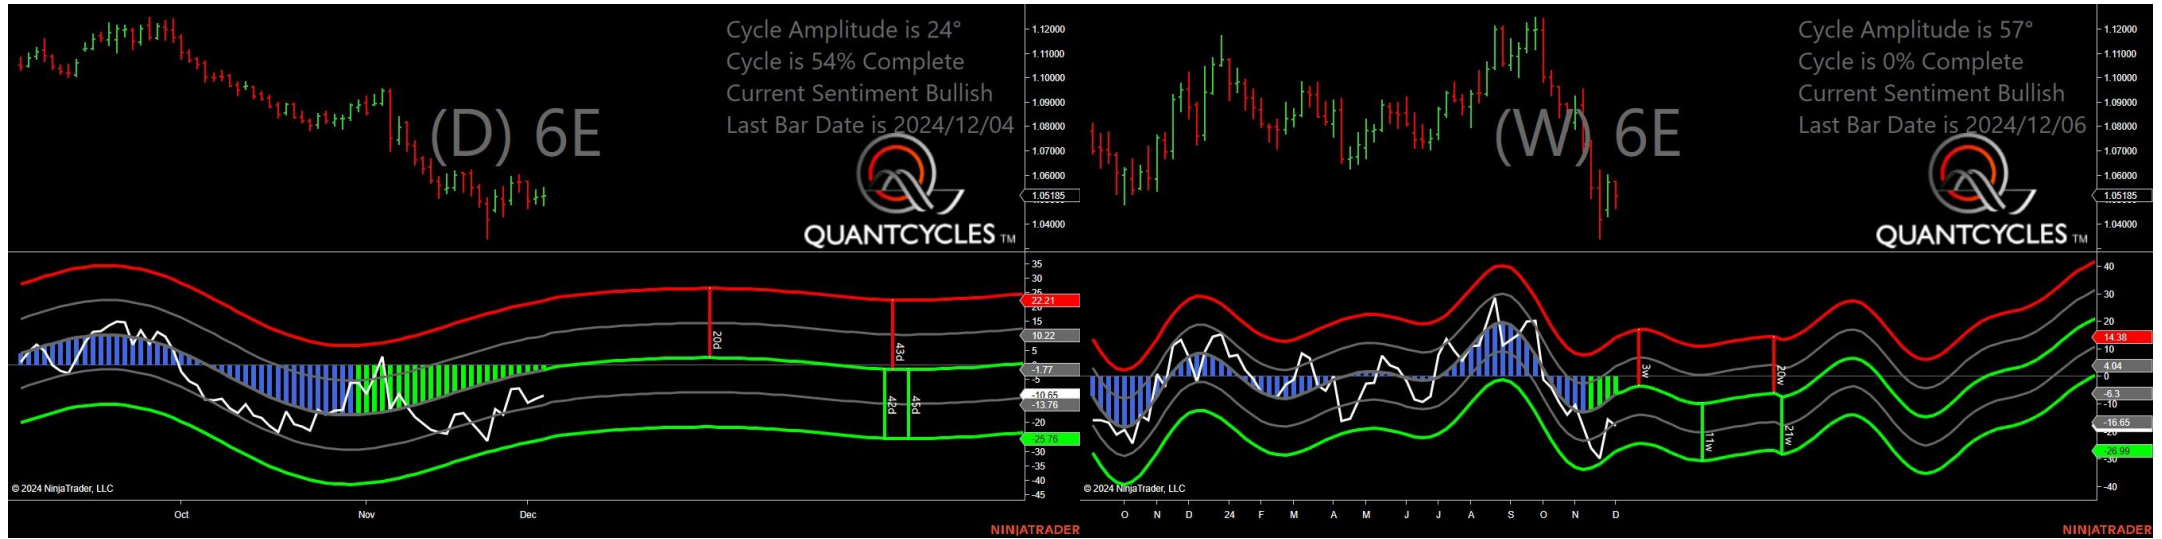 Cycle Amplitude is 24°
Cycle is 54% Complete
Current Sentiment Bullish
Last Bar Date is 2024/12/04
(D) 6E
QUANTCYCLES TM
1.12000
1.11000
1.10000
1.09000
1.08000
1.07000
1.06000
1.05185
1.04000
35
30
25
22.21
15
10.22
5
-1.77
-5
-10.65
-13.76
-20
-25.76
-30
-35
-40
-45
20d
43d
42d
45d
© 2024 NinjaTrader, LLC
Oct
Nov
Dec
NINJATRADER
Cycle Amplitude is 57°
Cycle is 0% Complete
Current Sentiment Bullish
Last Bar Date is 2024/12/06
(W) 6E
QUANTCYCLES TM
1.12000
1.11000
1.10000
1.09000
1.08000
1.07000
1.06000
1.05185
1.04000
40
30
20
14.38
10
4.04
0
-6.3
-10
-16.65
-26.99
-40
3w
20w
11w
21w
© 2024 NinjaTrader, LLC
O N D 24 F M A M J J A S O N D
NINJATRADER